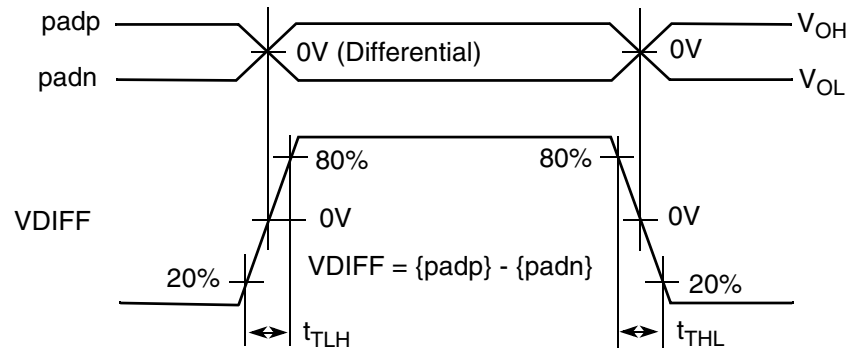 padp
V_OH
0V (Differential)
0V
padn
V_OL
80%
80%
VDIFF
0V
0V
VDIFF = {padp} - {padn}
20%
20%
t_TLH
t_THL